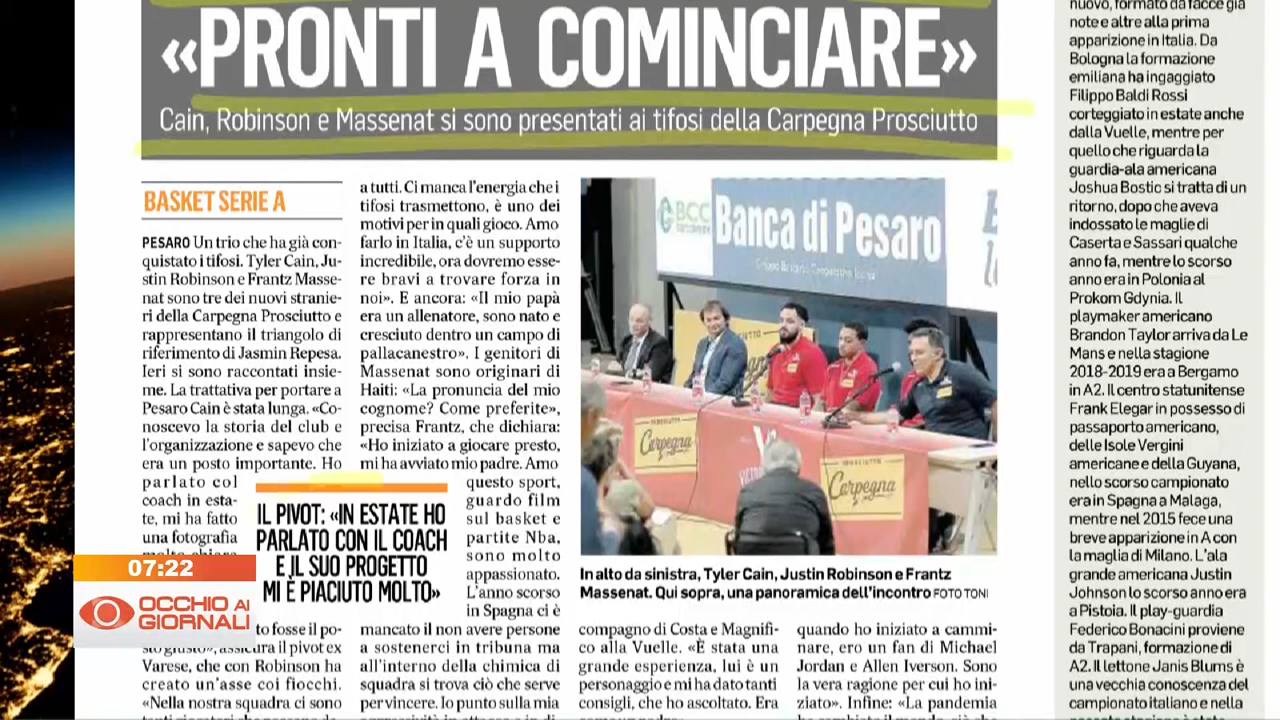 «PRONTI A COMINCIARE»
Cain, Robinson e Massenat si sono presentati ai tifosi della Carpegna Prosciutto
BASKET SERIE A
PESARO Un trio che ha già con-
quistato i tifosi. Tyler Cain, Ju-
stin Robinson e Frantz Masse-
nat sono tre dei nuovi stranie-
ri della Carpegna Prosciutto e
rappresentano il triangolo di
riferimento di Jasmin Repesa.
Ieri si sono raccontati insie-
me. La trattativa per portare a
Pesaro Cain è stata lunga. «Co-
noscevo la storia del club e
l'organizzazione e sapevo che
era un posto importante. Ho
parlato col
coach in esta-
te, mi ha fatto
una fotografia
to fosse il po-
sto giusto», assicura il pivot ex
Varese, che con Robinson ha
creato un'asse coi fiocchi.
«Nella nostra squadra ci sono
IL PIVOT: «IN ESTATE HO
PARLATO CON IL COACH
E IL SUO PROGETTO
MI È PIACIUTO MOLTO»
a tutti. Ci manca l'energia che i
tifosi trasmettono, è uno dei
motivi per in quali gioco. Amo
farlo in Italia, c'è un supporto
incredibile, ora dovremo esse-
re bravi a trovare forza in
noi». E ancora: «Il mio papà
era un allenatore, sono nato e
cresciuto dentro un campo di
pallacanestro». I genitori di
Massenat sono originari di
Haiti: «La pronuncia del mio
cognome? Come preferite»,
precisa Frantz, che dichiara:
«Ho iniziato a giocare presto,
mi ha avviato mio padre. Amo
questo sport,
guardo film
sul basket e
partite Nba,
sono molto
appassionato.
L'anno scorso
in Spagna ci è
mancato il non avere persone
a sostenerci in tribuna ma
all'interno della chimica di
squadra si trova ciò che serve
per vincere. Io punto sulla mia
BCC
Banca di Pesaro
Carpegna
Carpegna
In alto da sinistra, Tyler Cain, Justin Robinson e Frantz
Massenat. Qui sopra, una panoramica dell'incontro FOTO TONI
compagno di Costa e Magnifi-
co alla Vuelle. «È stata una
grande esperienza, lui è un
personaggio e mi ha dato tanti
consigli, che ho ascoltato. Era
quando ho iniziato a cammi-
nare, ero un fan di Michael
Jordan e Allen Iverson. Sono
la vera ragione per cui ho ini-
ziato». Infine: «La pandemia
nuovo, formato da facce già
note e altre alla prima
apparizione in Italia. Da
Bologna la formazione
emiliana ha ingaggiato
Filippo Baldi Rossi
corteggiato in estate anche
dalla Vuelle, mentre per
quello che riguarda la
guardia-ala americana
Joshua Bostic si tratta di un
ritorno, dopo che aveva
indossato le maglie di
Caserta e Sassari qualche
anno fa, mentre lo scorso
anno era in Polonia al
Prokom Gdynia. Il
playmaker americano
Brandon Taylor arriva da Le
Mans e nella stagione
2018-2019 era a Bergamo
in A2. Il centro statunitense
Frank Elegar in possesso di
passaporto americano,
delle Isole Vergini
americane e della Guyana,
nello scorso campionato
era in Spagna a Malaga,
mentre nel 2015 fece una
breve apparizione in A con
la maglia di Milano. L'ala
grande americana Justin
Johnson lo scorso anno era
a Pistoia. Il play-guardia
Federico Bonacini proviene
da Trapani, formazione di
A2. Il lettone Janis Blums è
una vecchia conoscenza del
campionato italiano e nella
07:22
OCCHIO AI
GIORNALI